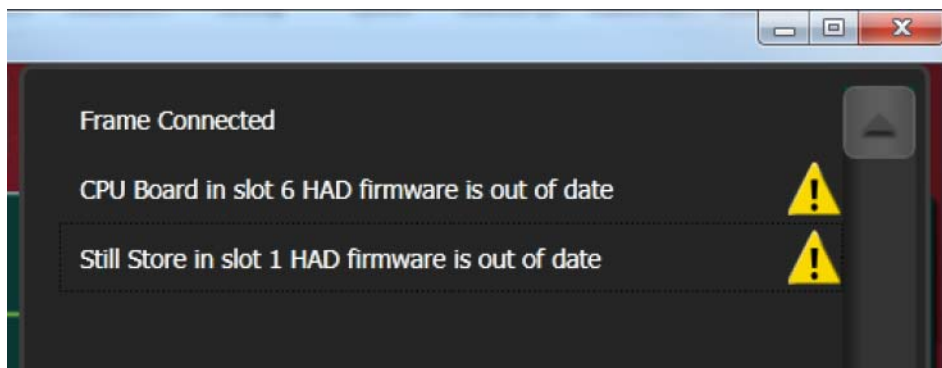 Frame Connected
CPU Board in slot 6 HAD firmware is out of date
Still Store in slot 1 HAD firmware is out of date